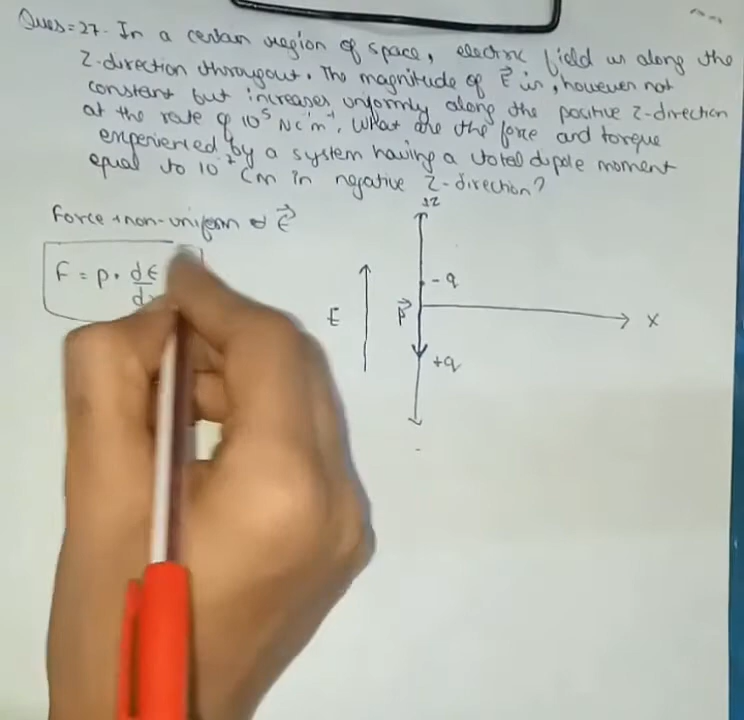 Ques=27. In a certain region of space, electric field is along the
Z-direction througout. The magnitude of E is, however not
constant but increases uniformly along the positive Z-direction
at the rate of 10⁵ NC⁻¹m⁻¹. What are the force and torque
experienced by a system having a total dipole moment
equal to 10⁻⁷ Cm in negative Z-direction?
Force → non-uniform E
F = p · dE
E
p
-q
+q
X